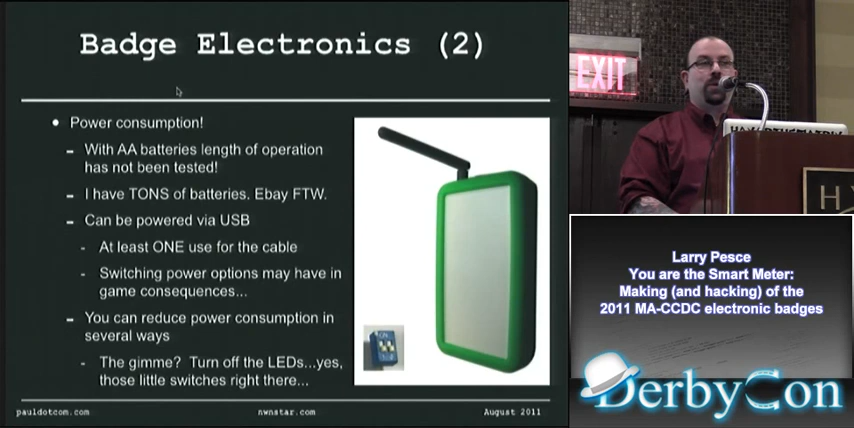 Badge Electronics (2)
• Power consumption!
– With AA batteries length of operation
has not been tested!
– I have TONS of batteries. Ebay FTW.
– Can be powered via USB
- At least ONE use for the cable
- Switching power options may have in
game consequences...
– You can reduce power consumption in
several ways
- The gimme? Turn off the LEDs...yes,
those little switches right there...
pauldotcom.com
nwnstar.com
August 2011
EXIT
Larry Pesce
You are the Smart Meter:
Making (and hacking) of the
2011 MA-CCDC electronic badges
DerbyCon